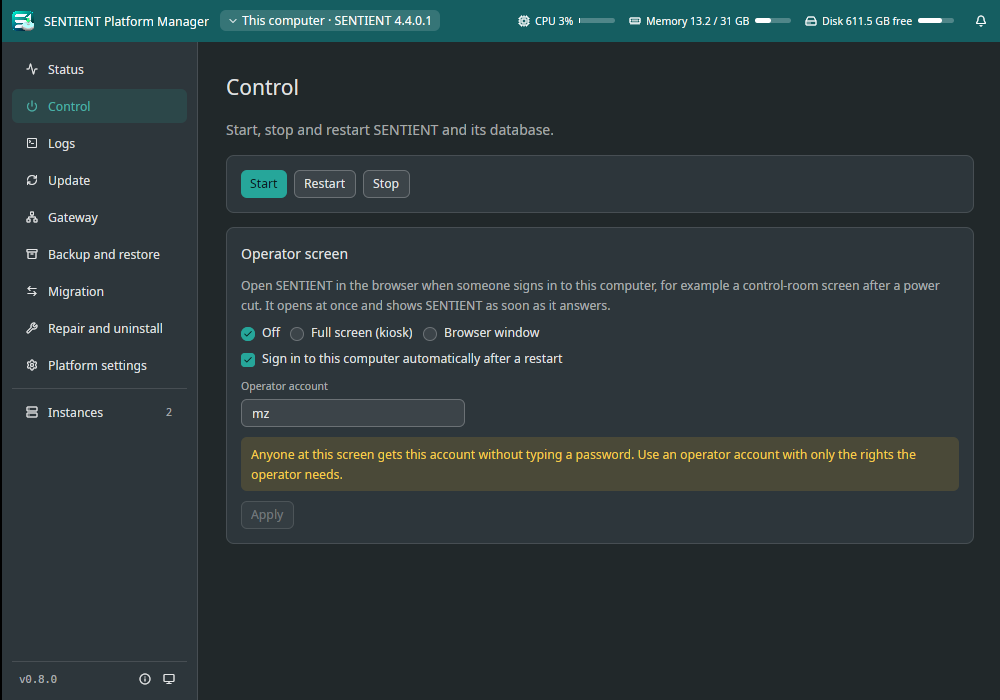 SENTIENT Platform Manager
This computer · SENTIENT 4.4.0.1
CPU 3%
Memory 13.2 / 31 GB
Disk 611.5 GB free
Status
Control
Logs
Update
Gateway
Backup and restore
Migration
Repair and uninstall
Platform settings
Instances 2
v0.8.0
Control
Start, stop and restart SENTIENT and its database.
Start Restart Stop
Operator screen
Open SENTIENT in the browser when someone signs in to this computer, for example a control-room screen after a power
cut. It opens at once and shows SENTIENT as soon as it answers.
Off Full screen (kiosk) Browser window
Sign in to this computer automatically after a restart
Operator account
mz
Anyone at this screen gets this account without typing a password. Use an operator account with only the rights the
operator needs.
Apply